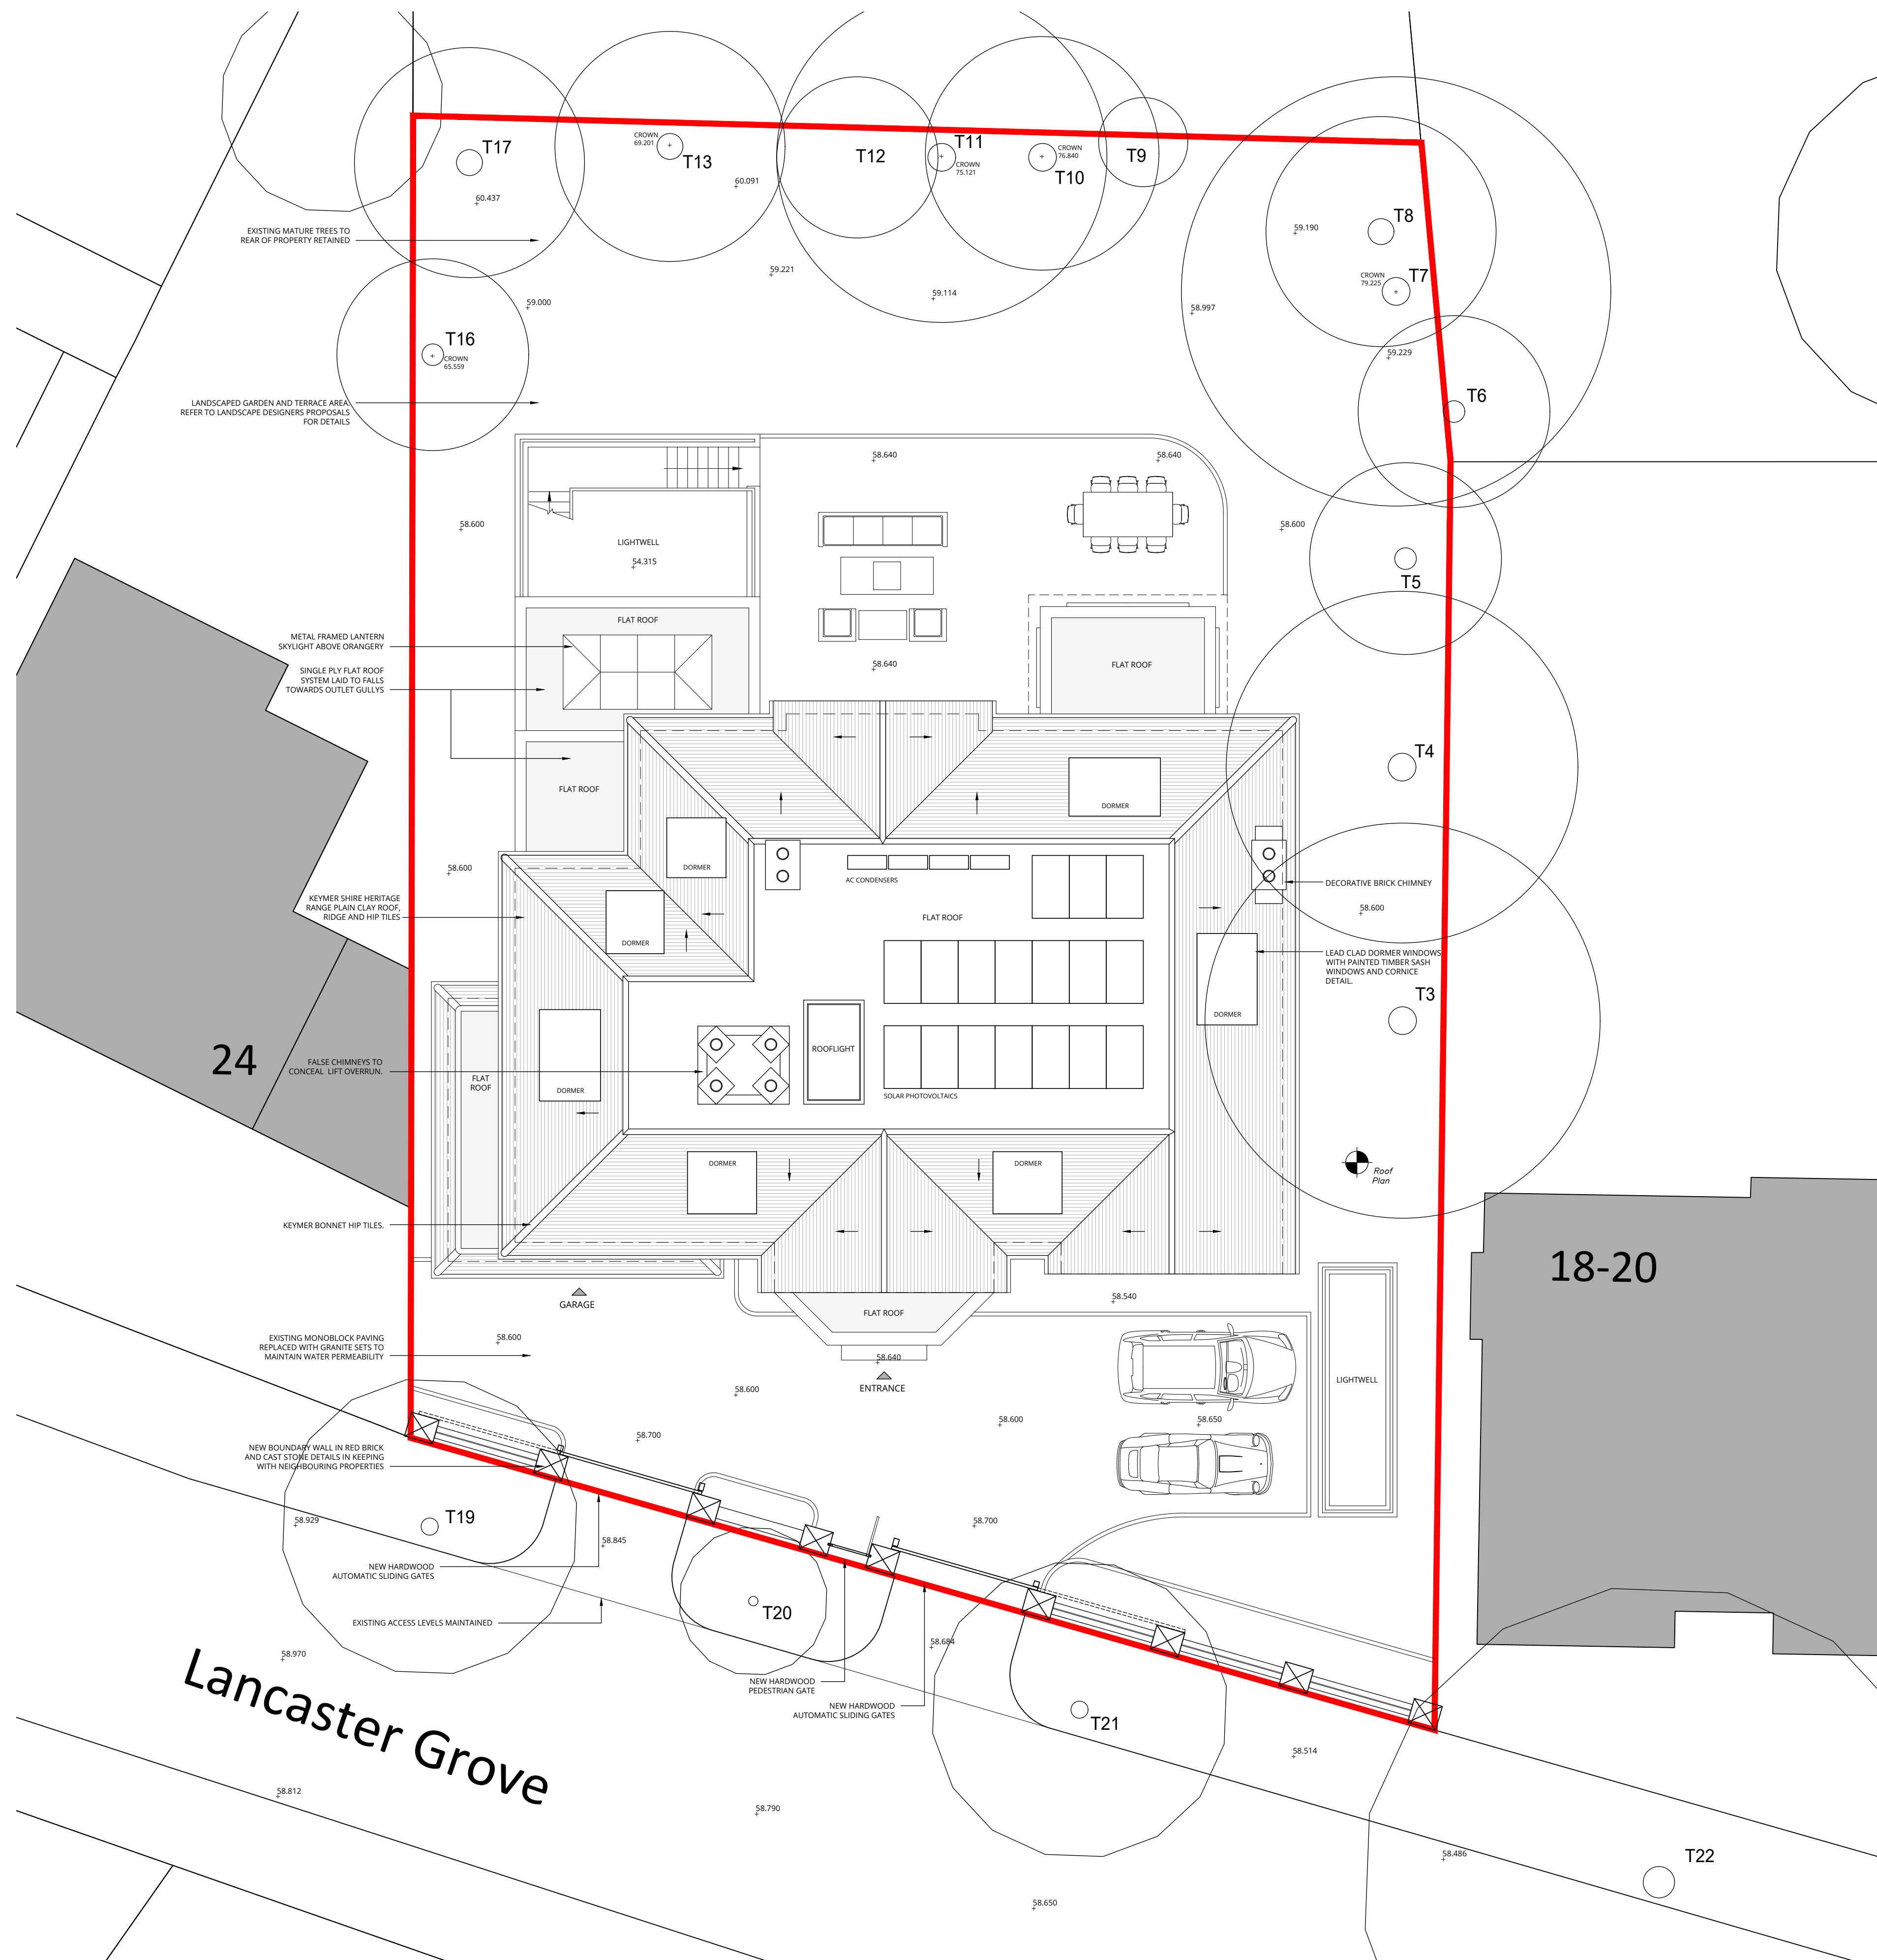 T17
CROWN
69.201
T13
T12
T11
CROWN
75.121
CROWN
76.840
T10
T9
60.437
60.091
EXISTING MATURE TREES TO
REAR OF PROPERTY RETAINED
59.190
T8
59.221
59.114
CROWN
79.225
T7
59.000
58.997
T16
CROWN
65.559
59.229
T6
LANDSCAPED GARDEN AND TERRACE AREA.
REFER TO LANDSCAPE DESIGNERS PROPOSALS
FOR DETAILS
58.640
58.640
58.600
58.600
LIGHTWELL
54.315
T5
FLAT ROOF
METAL FRAMED LANTERN
SKYLIGHT ABOVE ORANGERY
SINGLE PLY FLAT ROOF
SYSTEM LAID TO FALLS
TOWARDS OUTLET GULLYS
58.640
FLAT ROOF
T4
FLAT ROOF
DORMER
58.600
DORMER
AC CONDENSERS
DECORATIVE BRICK CHIMNEY
KEYMER SHIRE HERITAGE
RANGE PLAIN CLAY ROOF,
RIDGE AND HIP TILES
FLAT ROOF
58.600
DORMER
LEAD CLAD DORMER WINDOWS
WITH PAINTED TIMBER SASH
WINDOWS AND CORNICE
DETAIL.
T3
DORMER
24
FALSE CHIMNEYS TO
CONCEAL LIFT OVERRUN.
FLAT
ROOF
DORMER
ROOFLIGHT
SOLAR PHOTOVOLTAICS
DORMER
DORMER
Roof
Plan
KEYMER BONNET HIP TILES.
18-20
GARAGE
FLAT ROOF
58.540
EXISTING MONOBLOCK PAVING
REPLACED WITH GRANITE SETS TO
MAINTAIN WATER PERMEABILITY
58.600
58.640
ENTRANCE
LIGHTWELL
58.600
58.600
58.650
58.700
NEW BOUNDARY WALL IN RED BRICK
AND CAST STONE DETAILS IN KEEPING
WITH NEIGHBOURING PROPERTIES
T19
58.929
58.845
58.700
NEW HARDWOOD
AUTOMATIC SLIDING GATES
EXISTING ACCESS LEVELS MAINTAINED
T20
58.684
58.970
NEW HARDWOOD
PEDESTRIAN GATE
NEW HARDWOOD
AUTOMATIC SLIDING GATES
T21
Lancaster Grove
58.514
58.812
58.790
58.486
T22
58.650